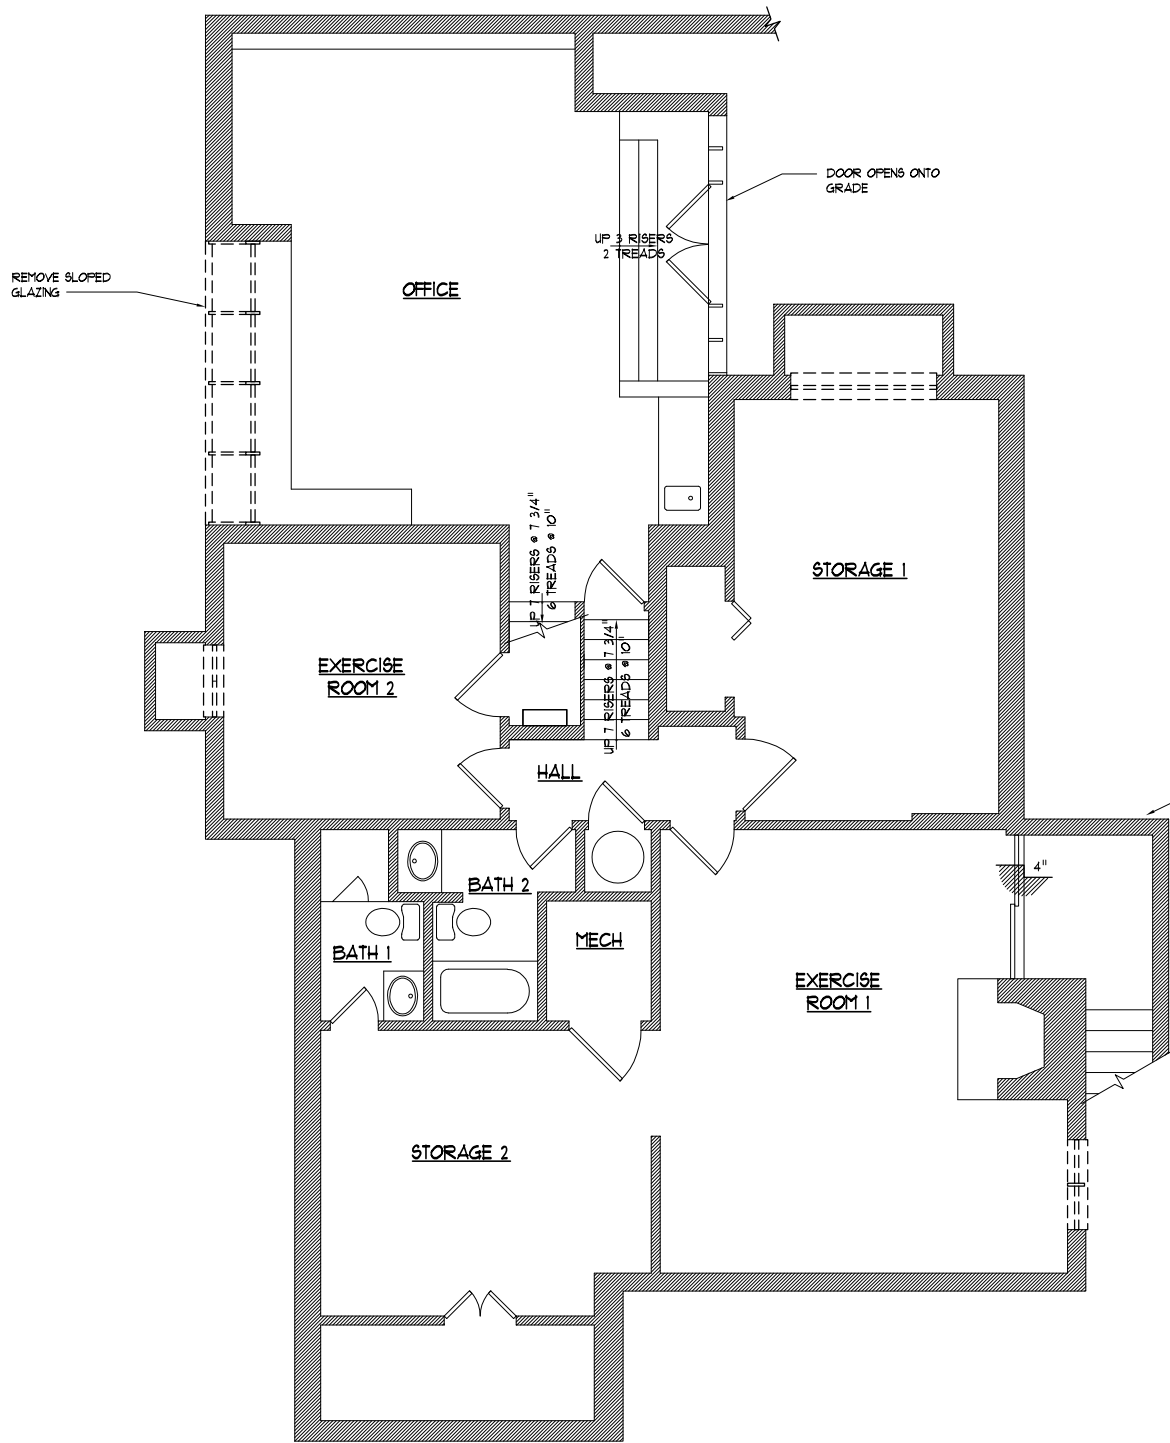 DOOR OPENS ONTO
GRADE
UP 3 RISERS
2 TREADS
REMOVE SLOPED
GLAZING
OFFICE
UP 7 RISERS @ 7 3/4"
6 TREADS @ 10"
STORAGE 1
EXERCISE
ROOM 2
UP 7 RISERS @ 7 3/4"
6 TREADS @ 10"
HALL
4"
BATH 2
BATH 1
MECH
EXERCISE
ROOM 1
STORAGE 2